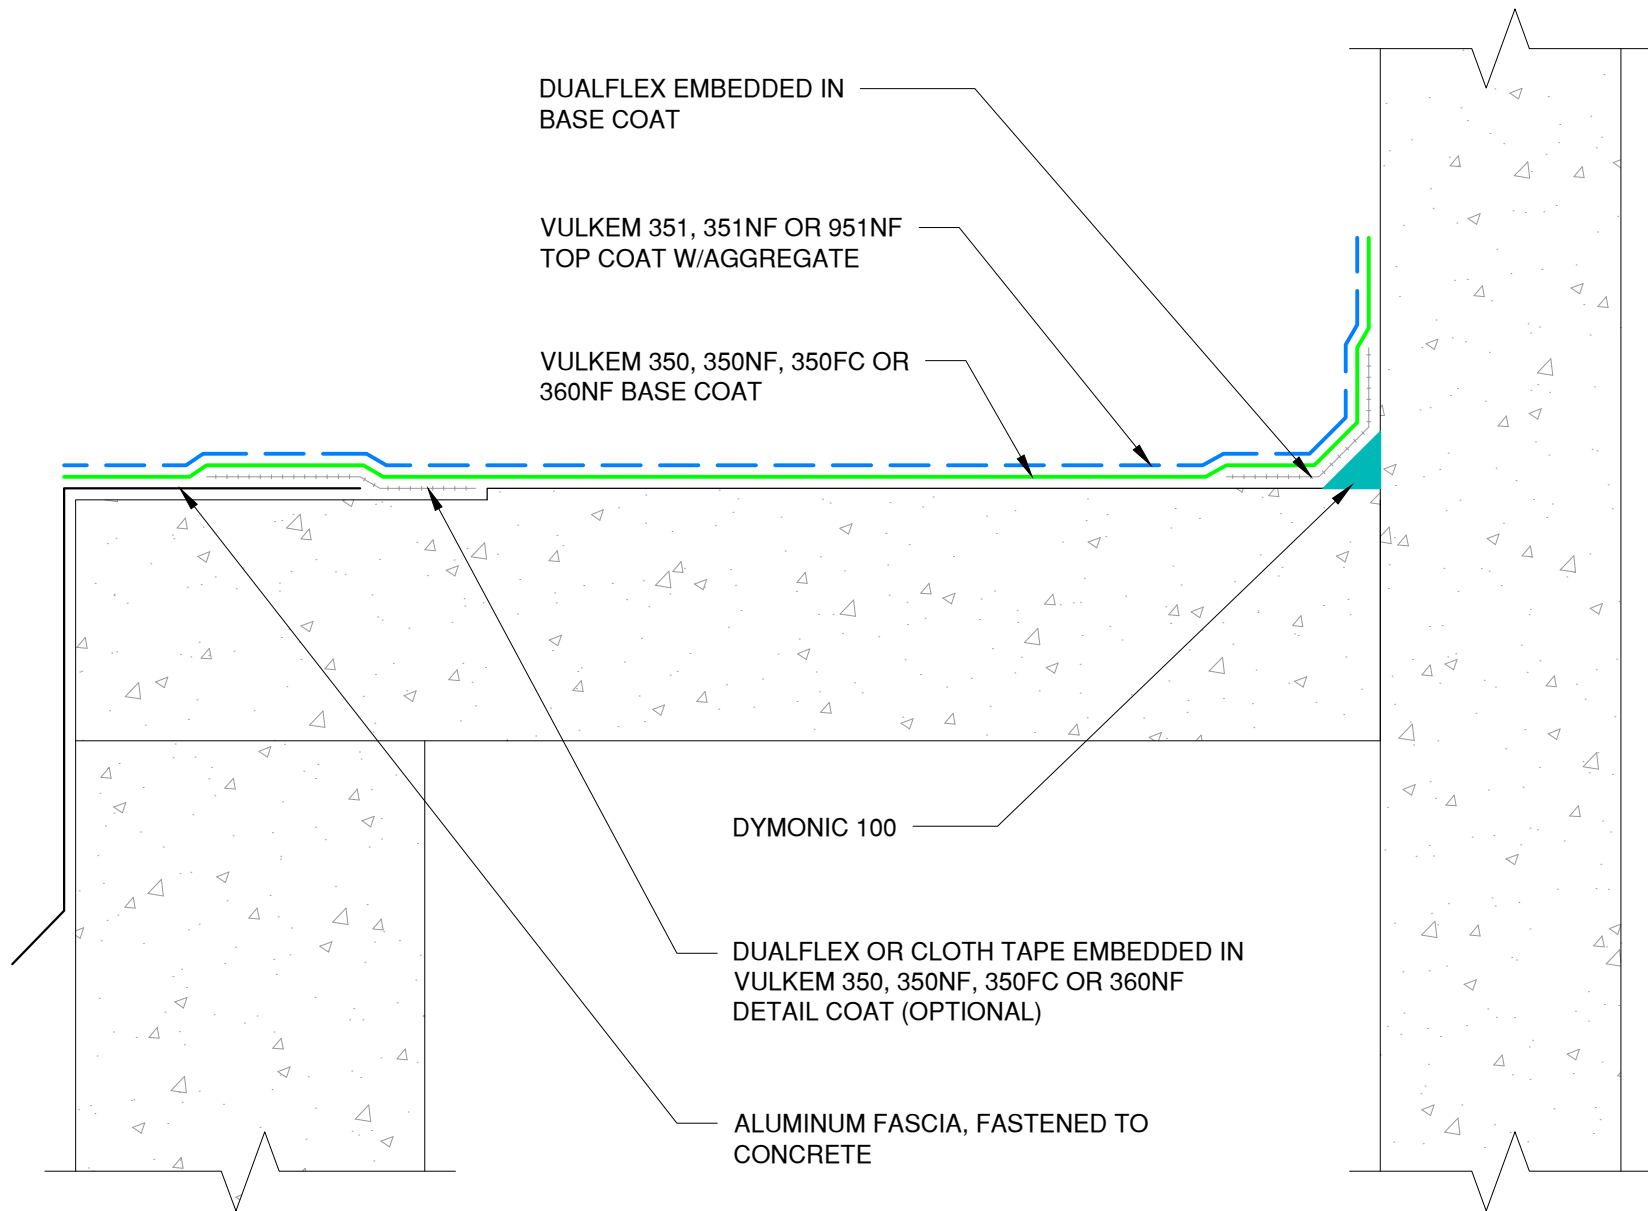 DUALFLEX EMBEDDED IN
BASE COAT
VULKEM 351, 351NF OR 951NF
TOP COAT W/AGGREGATE
VULKEM 350, 350NF, 350FC OR
360NF BASE COAT
DYMONIC 100
DUALFLEX OR CLOTH TAPE EMBEDDED IN
VULKEM 350, 350NF, 350FC OR 360NF
DETAIL COAT (OPTIONAL)
ALUMINUM FASCIA, FASTENED TO
CONCRETE